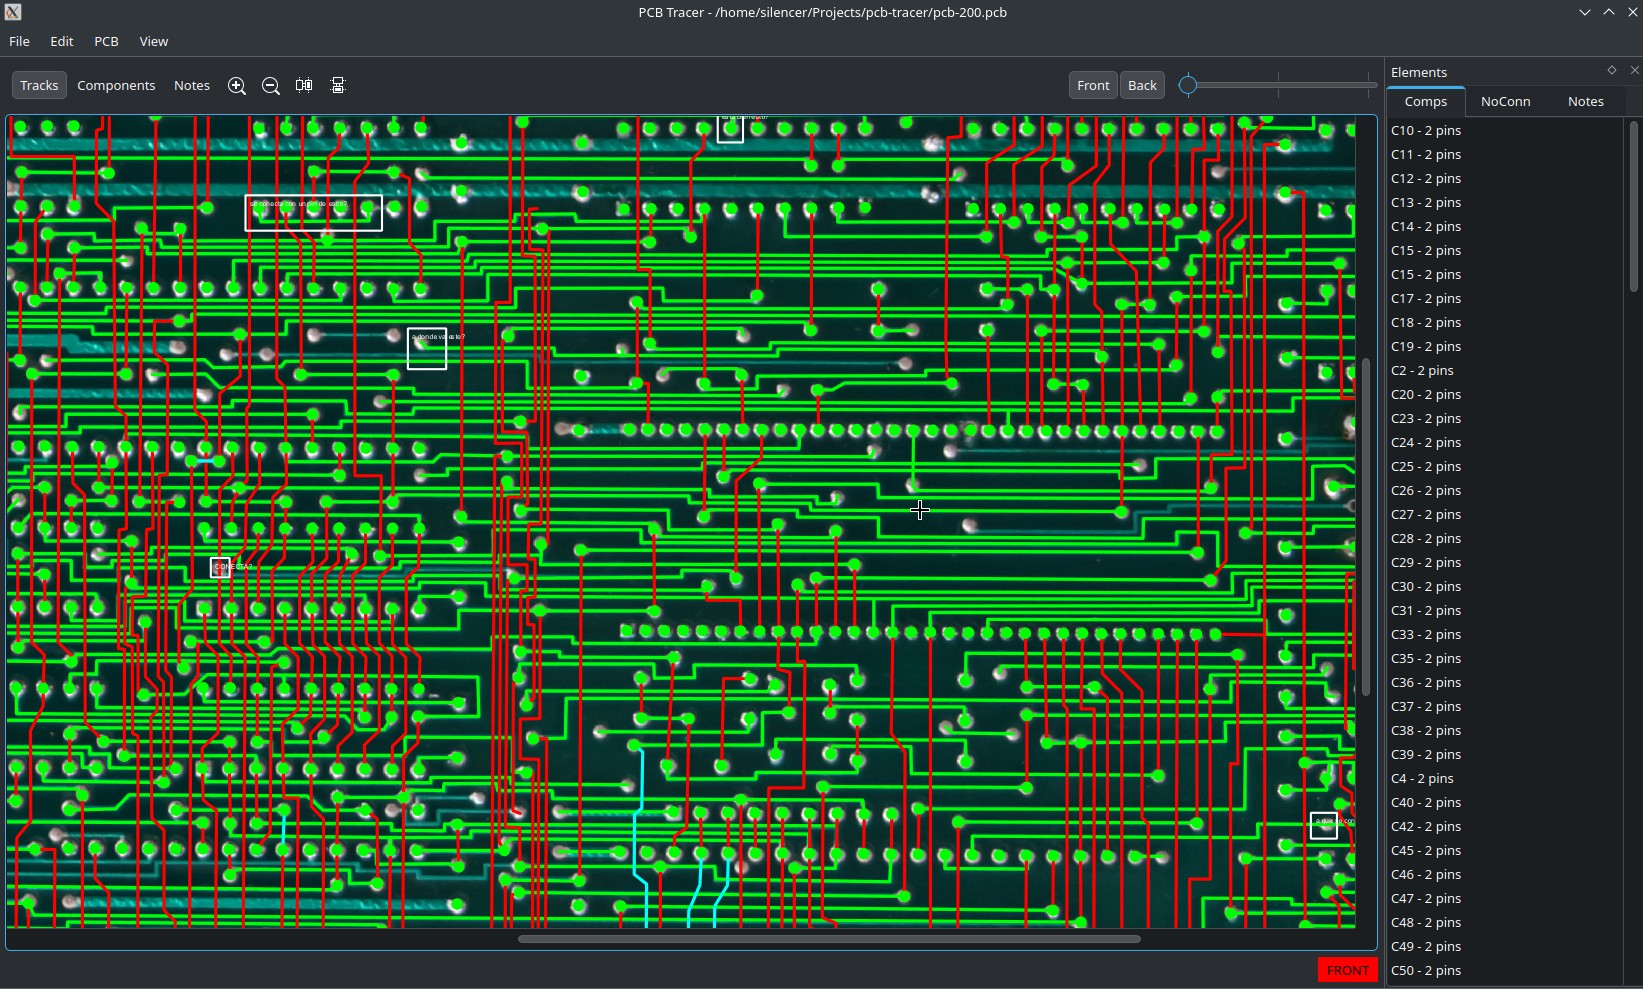 PCB Tracer - /home/silencer/Projects/pcb-tracer/pcb-200.pcb
File Edit PCB View
Tracks Components Notes Front Back
Elements
Comps NoConn Notes
se conecta con un pin de este?
a donde va este?
CONECTA?
a que se con
FRONT
C10 - 2 pins
C11 - 2 pins
C12 - 2 pins
C13 - 2 pins
C14 - 2 pins
C15 - 2 pins
C15 - 2 pins
C17 - 2 pins
C18 - 2 pins
C19 - 2 pins
C2 - 2 pins
C20 - 2 pins
C23 - 2 pins
C24 - 2 pins
C25 - 2 pins
C26 - 2 pins
C27 - 2 pins
C28 - 2 pins
C29 - 2 pins
C30 - 2 pins
C31 - 2 pins
C33 - 2 pins
C35 - 2 pins
C36 - 2 pins
C37 - 2 pins
C38 - 2 pins
C39 - 2 pins
C4 - 2 pins
C40 - 2 pins
C42 - 2 pins
C45 - 2 pins
C46 - 2 pins
C47 - 2 pins
C48 - 2 pins
C49 - 2 pins
C50 - 2 pins